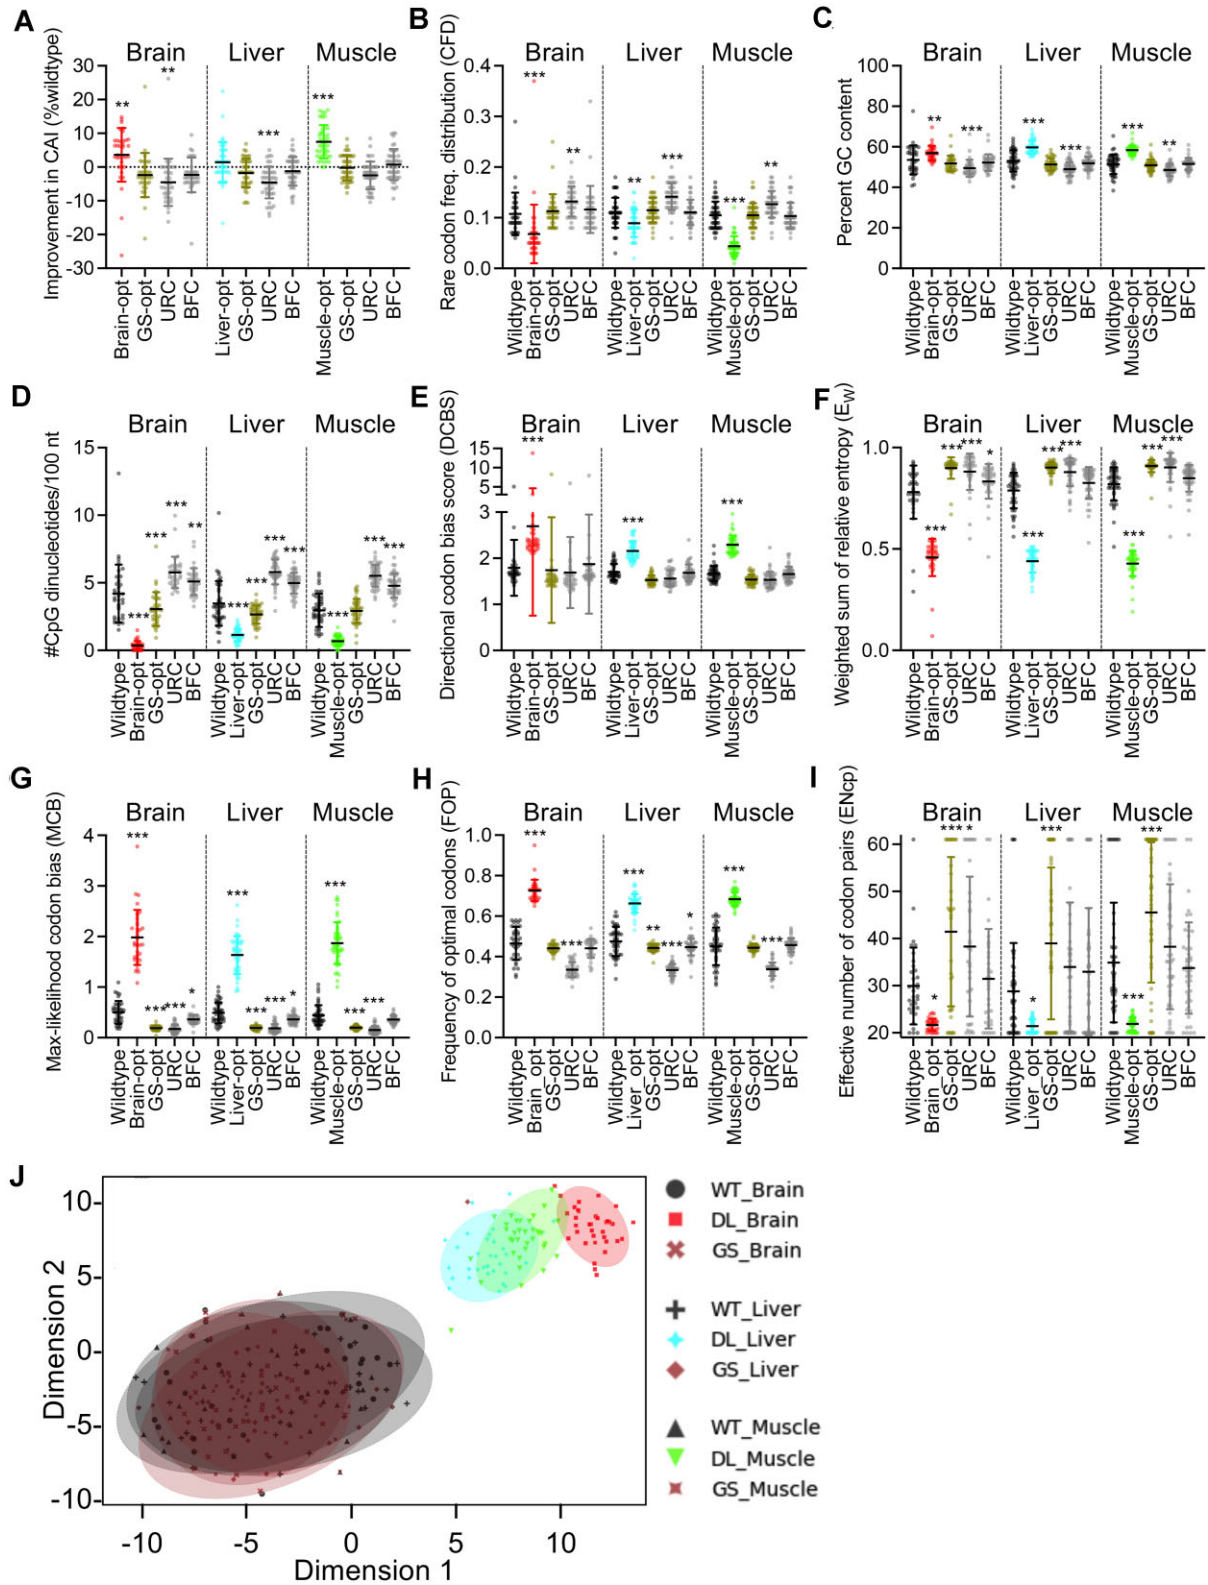 A
Improvement in CAI (%wildtype)
Brain Liver Muscle
30
20
10
0
-10
-20
-30
** ** *** ***
Brain-opt
GS-opt
URC
BFC
Liver-opt
GS-opt
URC
BFC
Muscle-opt
GS-opt
URC
BFC
B
Rare codon freq. distribution (CFD)
Brain Liver Muscle
0.4
0.3
0.2
0.1
0.0
*** ** ** *** *** **
Wildtype
Brain-opt
GS-opt
URC
BFC
Wildtype
Liver-opt
GS-opt
URC
BFC
Wildtype
Muscle-opt
GS-opt
URC
BFC
C
Percent GC content
Brain Liver Muscle
100
80
60
40
20
0
** *** *** *** *** **
Wildtype
Brain-opt
GS-opt
URC
BFC
Wildtype
Liver-opt
GS-opt
URC
BFC
Wildtype
Muscle-opt
GS-opt
URC
BFC
D
#CpG dinucleotides/100 nt
Brain Liver Muscle
15
10
5
0
*** *** *** ** *** *** *** *** *** *** ***
Wildtype
Brain-opt
GS-opt
URC
BFC
Wildtype
Liver-opt
GS-opt
URC
BFC
Wildtype
Muscle-opt
GS-opt
URC
BFC
E
Directional codon bias score (DCBS)
Brain Liver Muscle
15
10
5
3
2
1
0
*** *** ***
Wildtype
Brain-opt
GS-opt
URC
BFC
Wildtype
Liver-opt
GS-opt
URC
BFC
Wildtype
Muscle-opt
GS-opt
URC
BFC
F
Weighted sum of relative entropy (EW)
Brain Liver Muscle
1.0
0.5
0.0
*** *** *** * *** *** *** *** *** ***
Wildtype
Brain-opt
GS-opt
URC
BFC
Wildtype
Liver-opt
GS-opt
URC
BFC
Wildtype
Muscle-opt
GS-opt
URC
BFC
G
Max-likelihood codon bias (MCB)
Brain Liver Muscle
4
3
2
1
0
*** *** *** * *** *** *** * *** *** ***
Wildtype
Brain-opt
GS-opt
URC
BFC
Wildtype
Liver-opt
GS-opt
URC
BFC
Wildtype
Muscle-opt
GS-opt
URC
BFC
H
Frequency of optimal codons (FOP)
Brain Liver Muscle
1.0
0.8
0.6
0.4
0.2
0.0
*** *** *** ** *** * *** ***
Wildtype
Brain_opt
GS_opt
URC
BFC
Wildtype
Liver_opt
GS-opt
URC
BFC
Wildtype
Muscle-opt
GS-opt
URC
BFC
I
Effective number of codon pairs (ENcp)
Brain Liver Muscle
60
50
40
30
20
* *** * * *** *** ***
Wildtype
Brain_opt
GS-opt
URC
BFC
Wildtype
Liver_opt
GS-opt
URC
BFC
Wildtype
Muscle-opt
GS-opt
URC
BFC
J
Dimension 2
10
5
0
-5
-10
-10 -5 0 5 10
Dimension 1
WT_Brain
DL_Brain
GS_Brain
WT_Liver
DL_Liver
GS_Liver
WT_Muscle
DL_Muscle
GS_Muscle